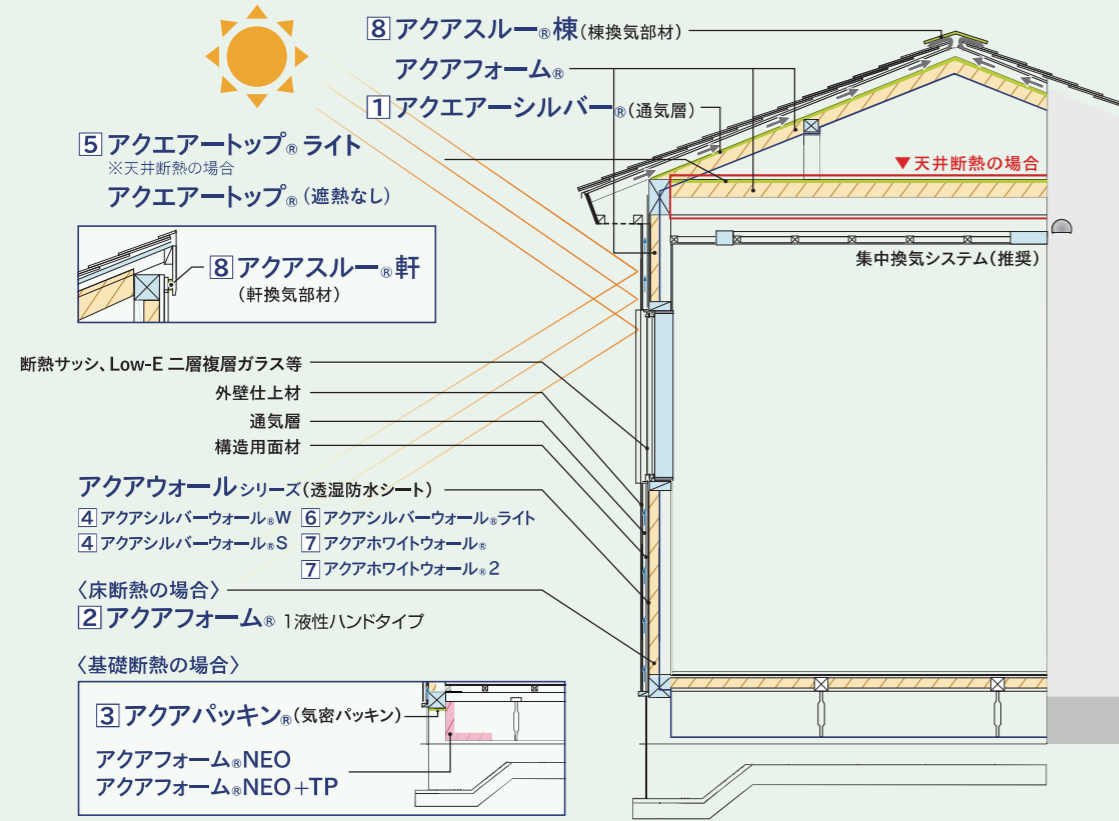 8 アクアスルー®棟(棟換気部材)
アクアフォーム®
1 アクエアーシルバー®(通気層)
5 アクエアートップ® ライト
※天井断熱の場合
アクエアートップ®(遮熱なし)
▼天井断熱の場合
集中換気システム(推奨)
8 アクアスルー®軒
(軒換気部材)
断熱サッシ、Low-E 二層複層ガラス等
外壁仕上材
通気層
構造用面材
アクアウォールシリーズ(透湿防水シート)
4 アクアシルバーウォール®W 6 アクアシルバーウォール®ライト
4 アクアシルバーウォール®S 7 アクアホワイトウォール®
7 アクアホワイトウォール®2
〈床断熱の場合〉
2 アクアフォーム® 1液性ハンドタイプ
〈基礎断熱の場合〉
3 アクアパッキン®(気密パッキン)
アクアフォーム®NEO
アクアフォーム®NEO+TP